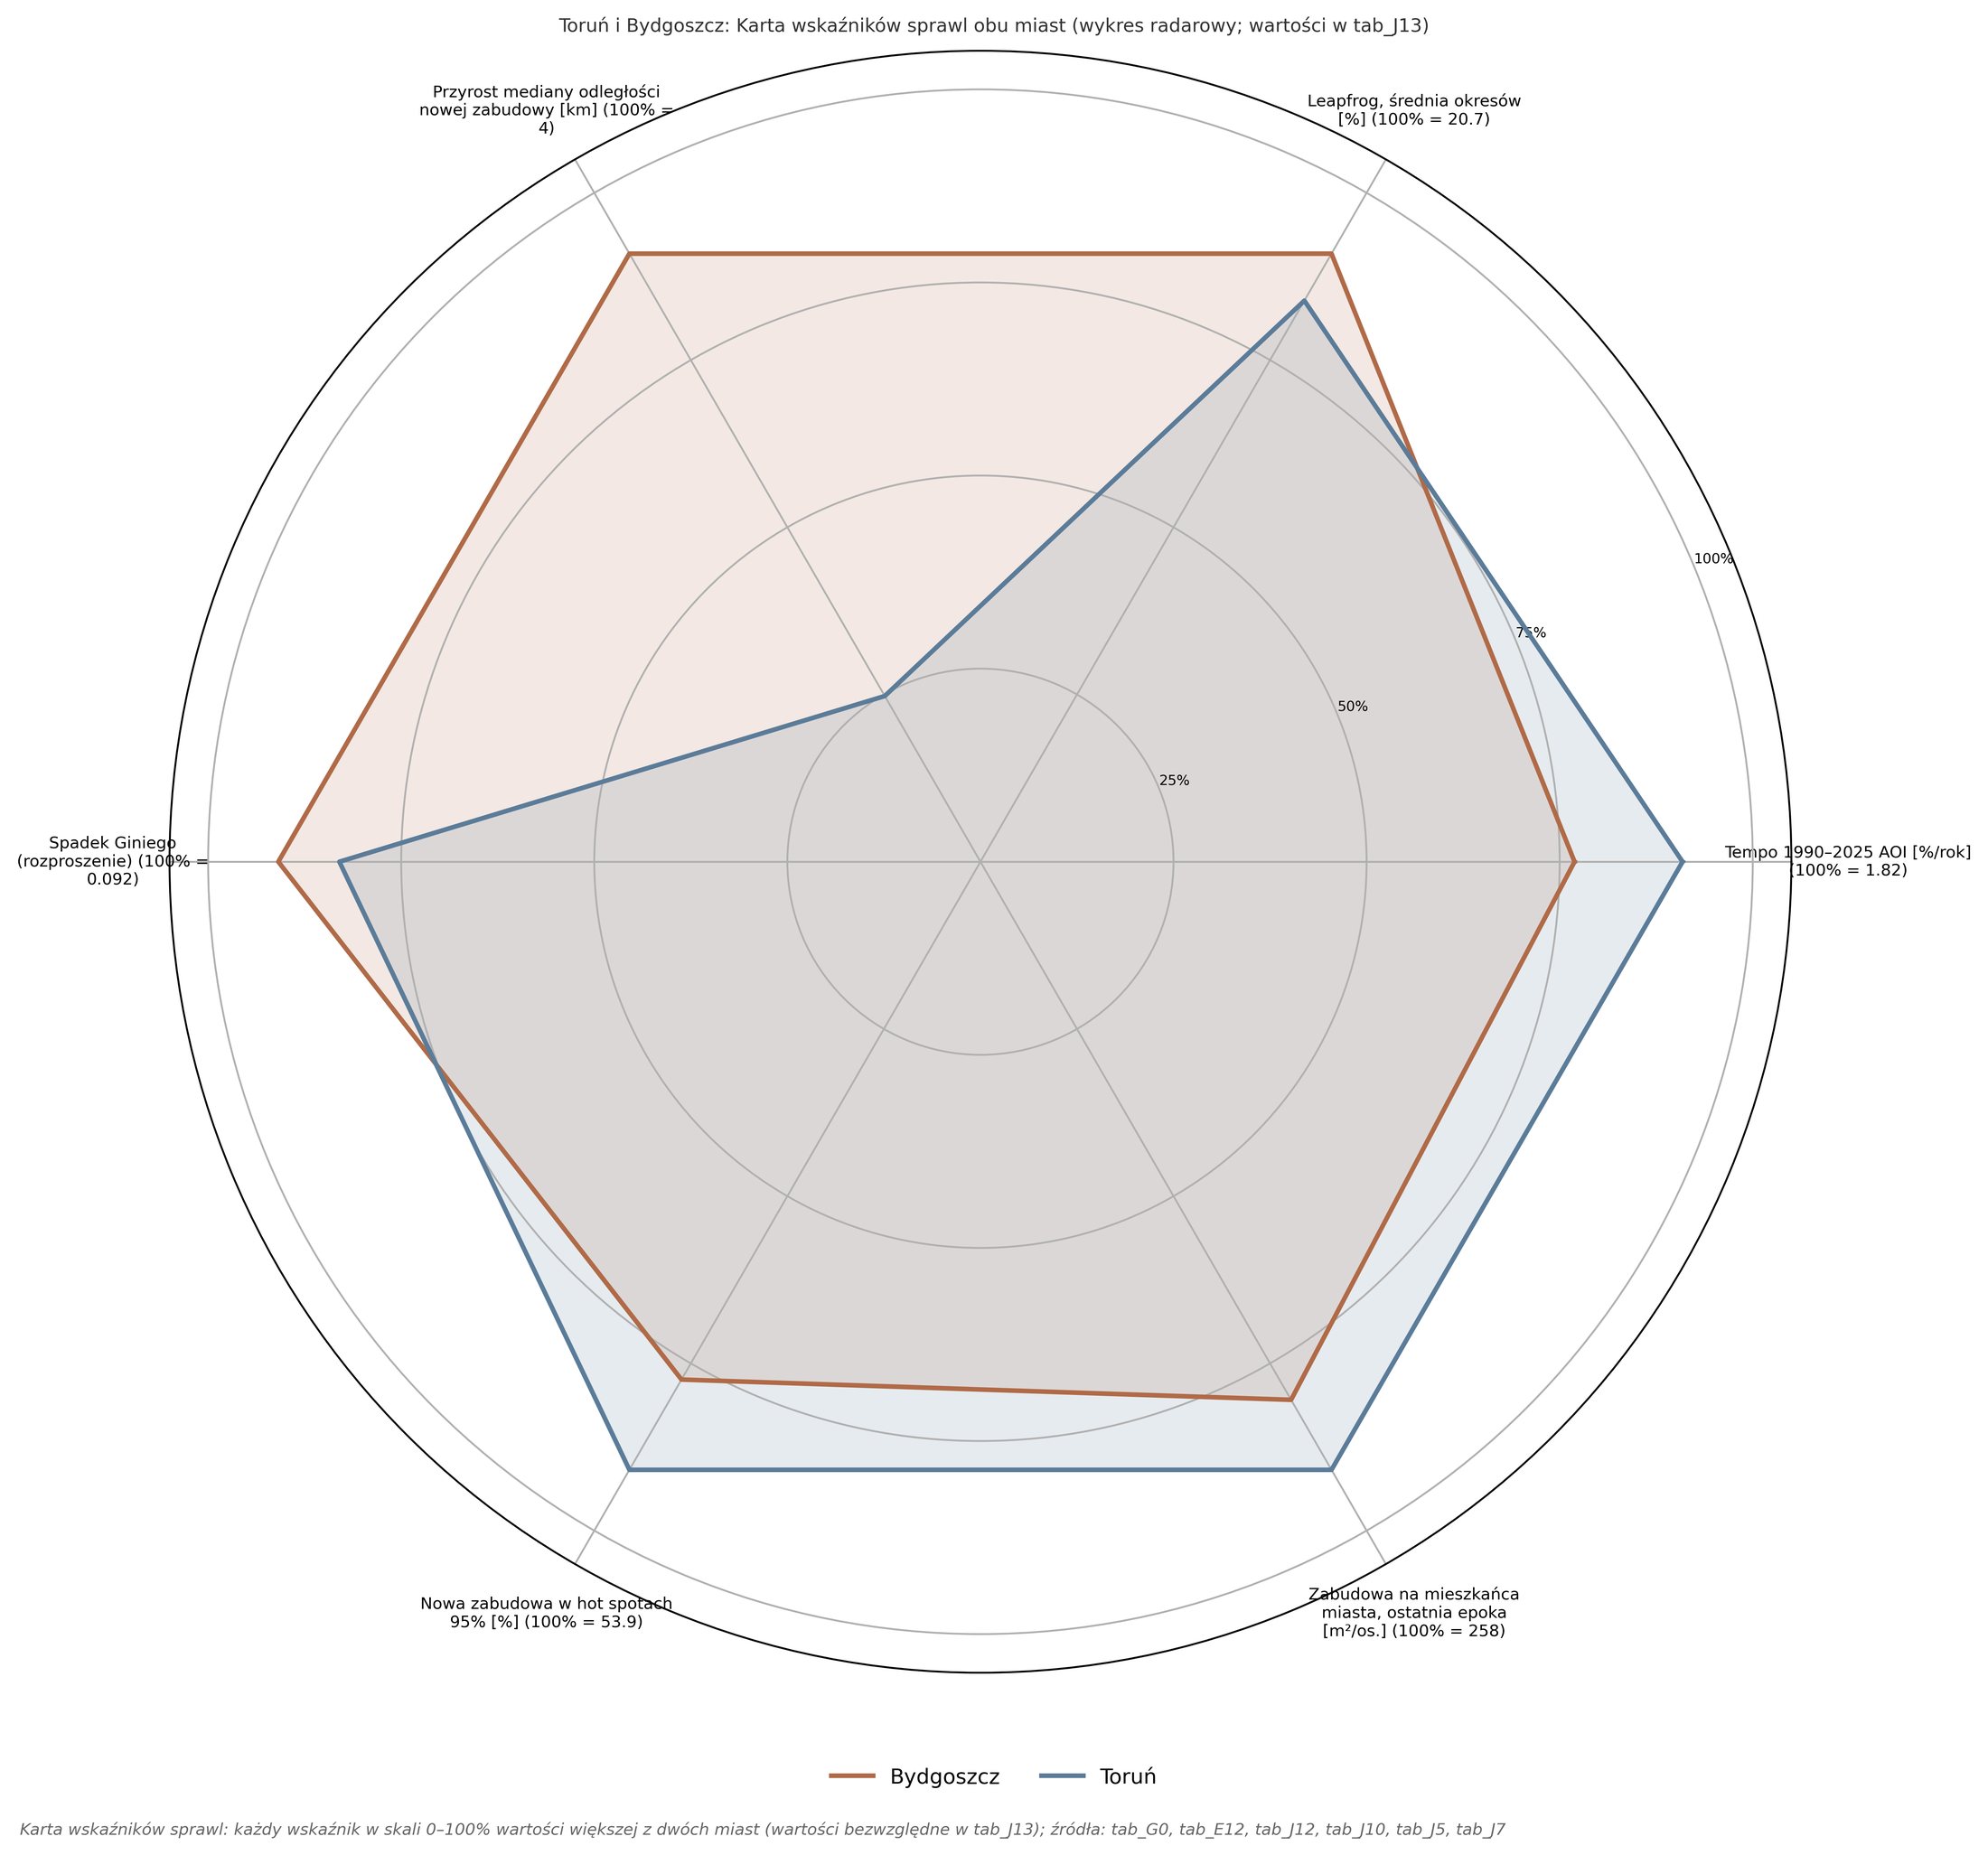 Toruń i Bydgoszcz: Karta wskaźników sprawl obu miast (wykres radarowy; wartości w tab_J13)
Przyrost mediany odległości
nowej zabudowy [km] (100% =
4)
Leapfrog, średnia okresów
[%] (100% = 20.7)
100%
75%
50%
25%
Spadek Giniego
(rozproszenie) (100% =
0.092)
Tempo 1990–2025 AOI [%/rok]
(100% = 1.82)
Nowa zabudowa w hot spotach
95% [%] (100% = 53.9)
Zabudowa na mieszkańca
miasta, ostatnia epoka
[m²/os.] (100% = 258)
Bydgoszcz
Toruń
Karta wskaźników sprawl: każdy wskaźnik w skali 0–100% wartości większej z dwóch miast (wartości bezwzględne w tab_J13); źródła: tab_G0, tab_E12, tab_J12, tab_J10, tab_J5, tab_J7